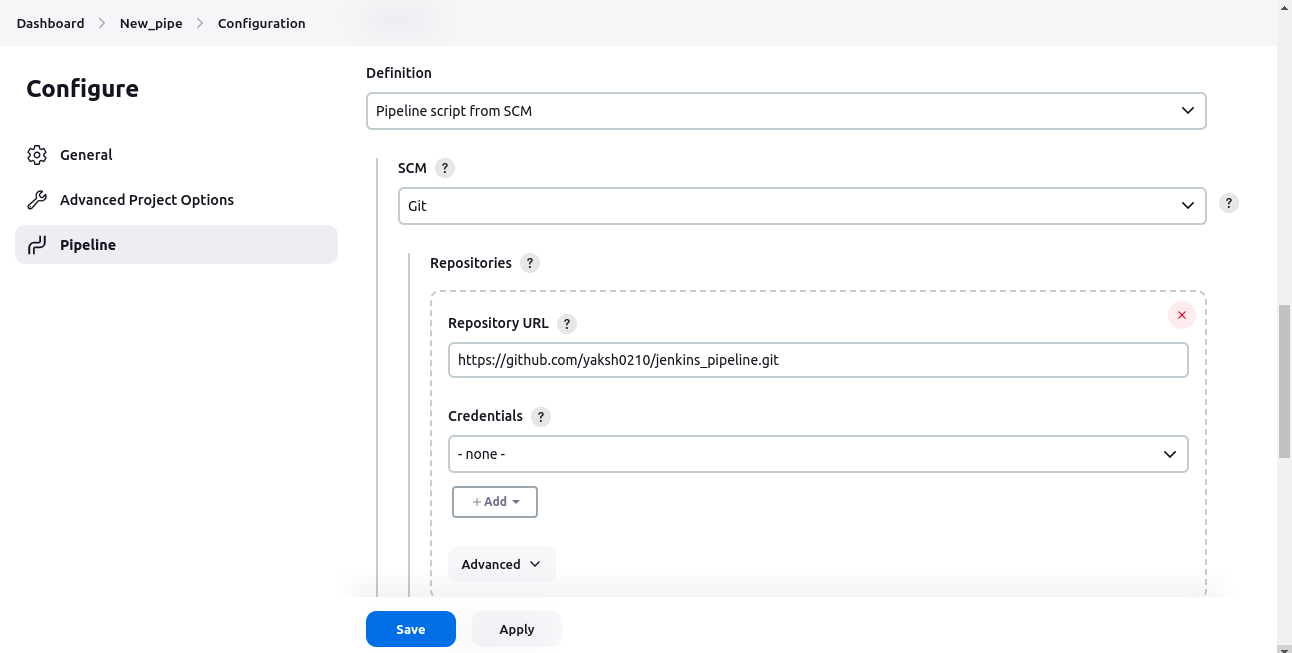 Dashboard > New_pipe > Configuration
Configure
General
Advanced Project Options
Pipeline
Definition
Pipeline script from SCM
SCM ?
Git
?
Repositories ?
Repository URL ?
https://github.com/yaksh0210/jenkins_pipeline.git
Credentials ?
- none -
+ Add
Advanced
Save
Apply